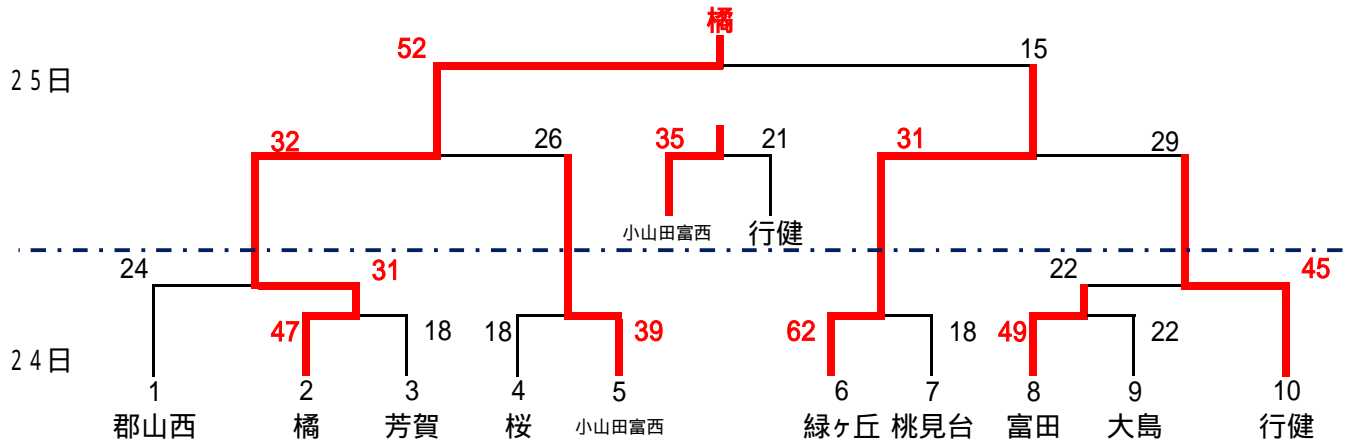 橘
52 15
25日
32 26 35 21 31 29
小山田富西 行健
24 31 22 45
47 18 18 39 62 18 49 22
24日
1 2 3 4 5 6 7 8 9 10
郡山西 橘 芳賀 桜 小山田富西 緑ヶ丘 桃見台 富田 大島 行健